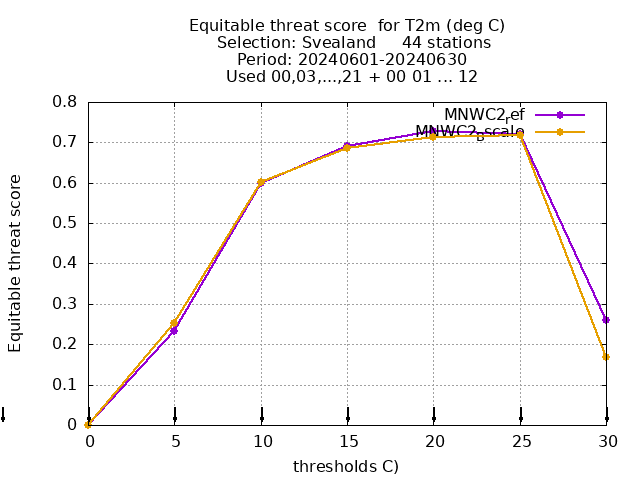 Equitable threat score for T2m (deg C)
Selection: Svealand 44 stations
Period: 20240601-20240630
Used 00,03,...,21 + 00 01 ... 12
MNWC2ref
MNWC2gscale
Equitable threat score
0.8
0.7
0.6
0.5
0.4
0.3
0.2
0.1
0
0 5 10 15 20 25 30
thresholds C)